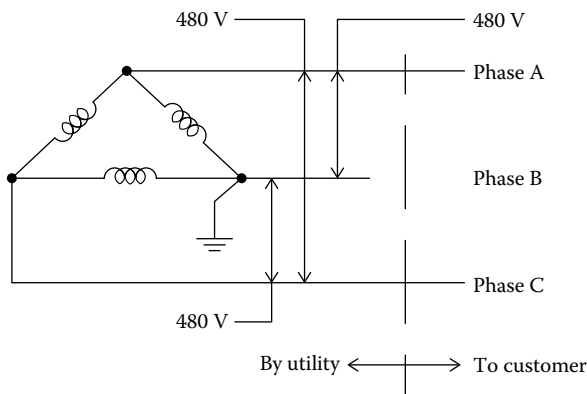 480 V
480 V
Phase A
Phase B
Phase C
480 V
By utility
To customer